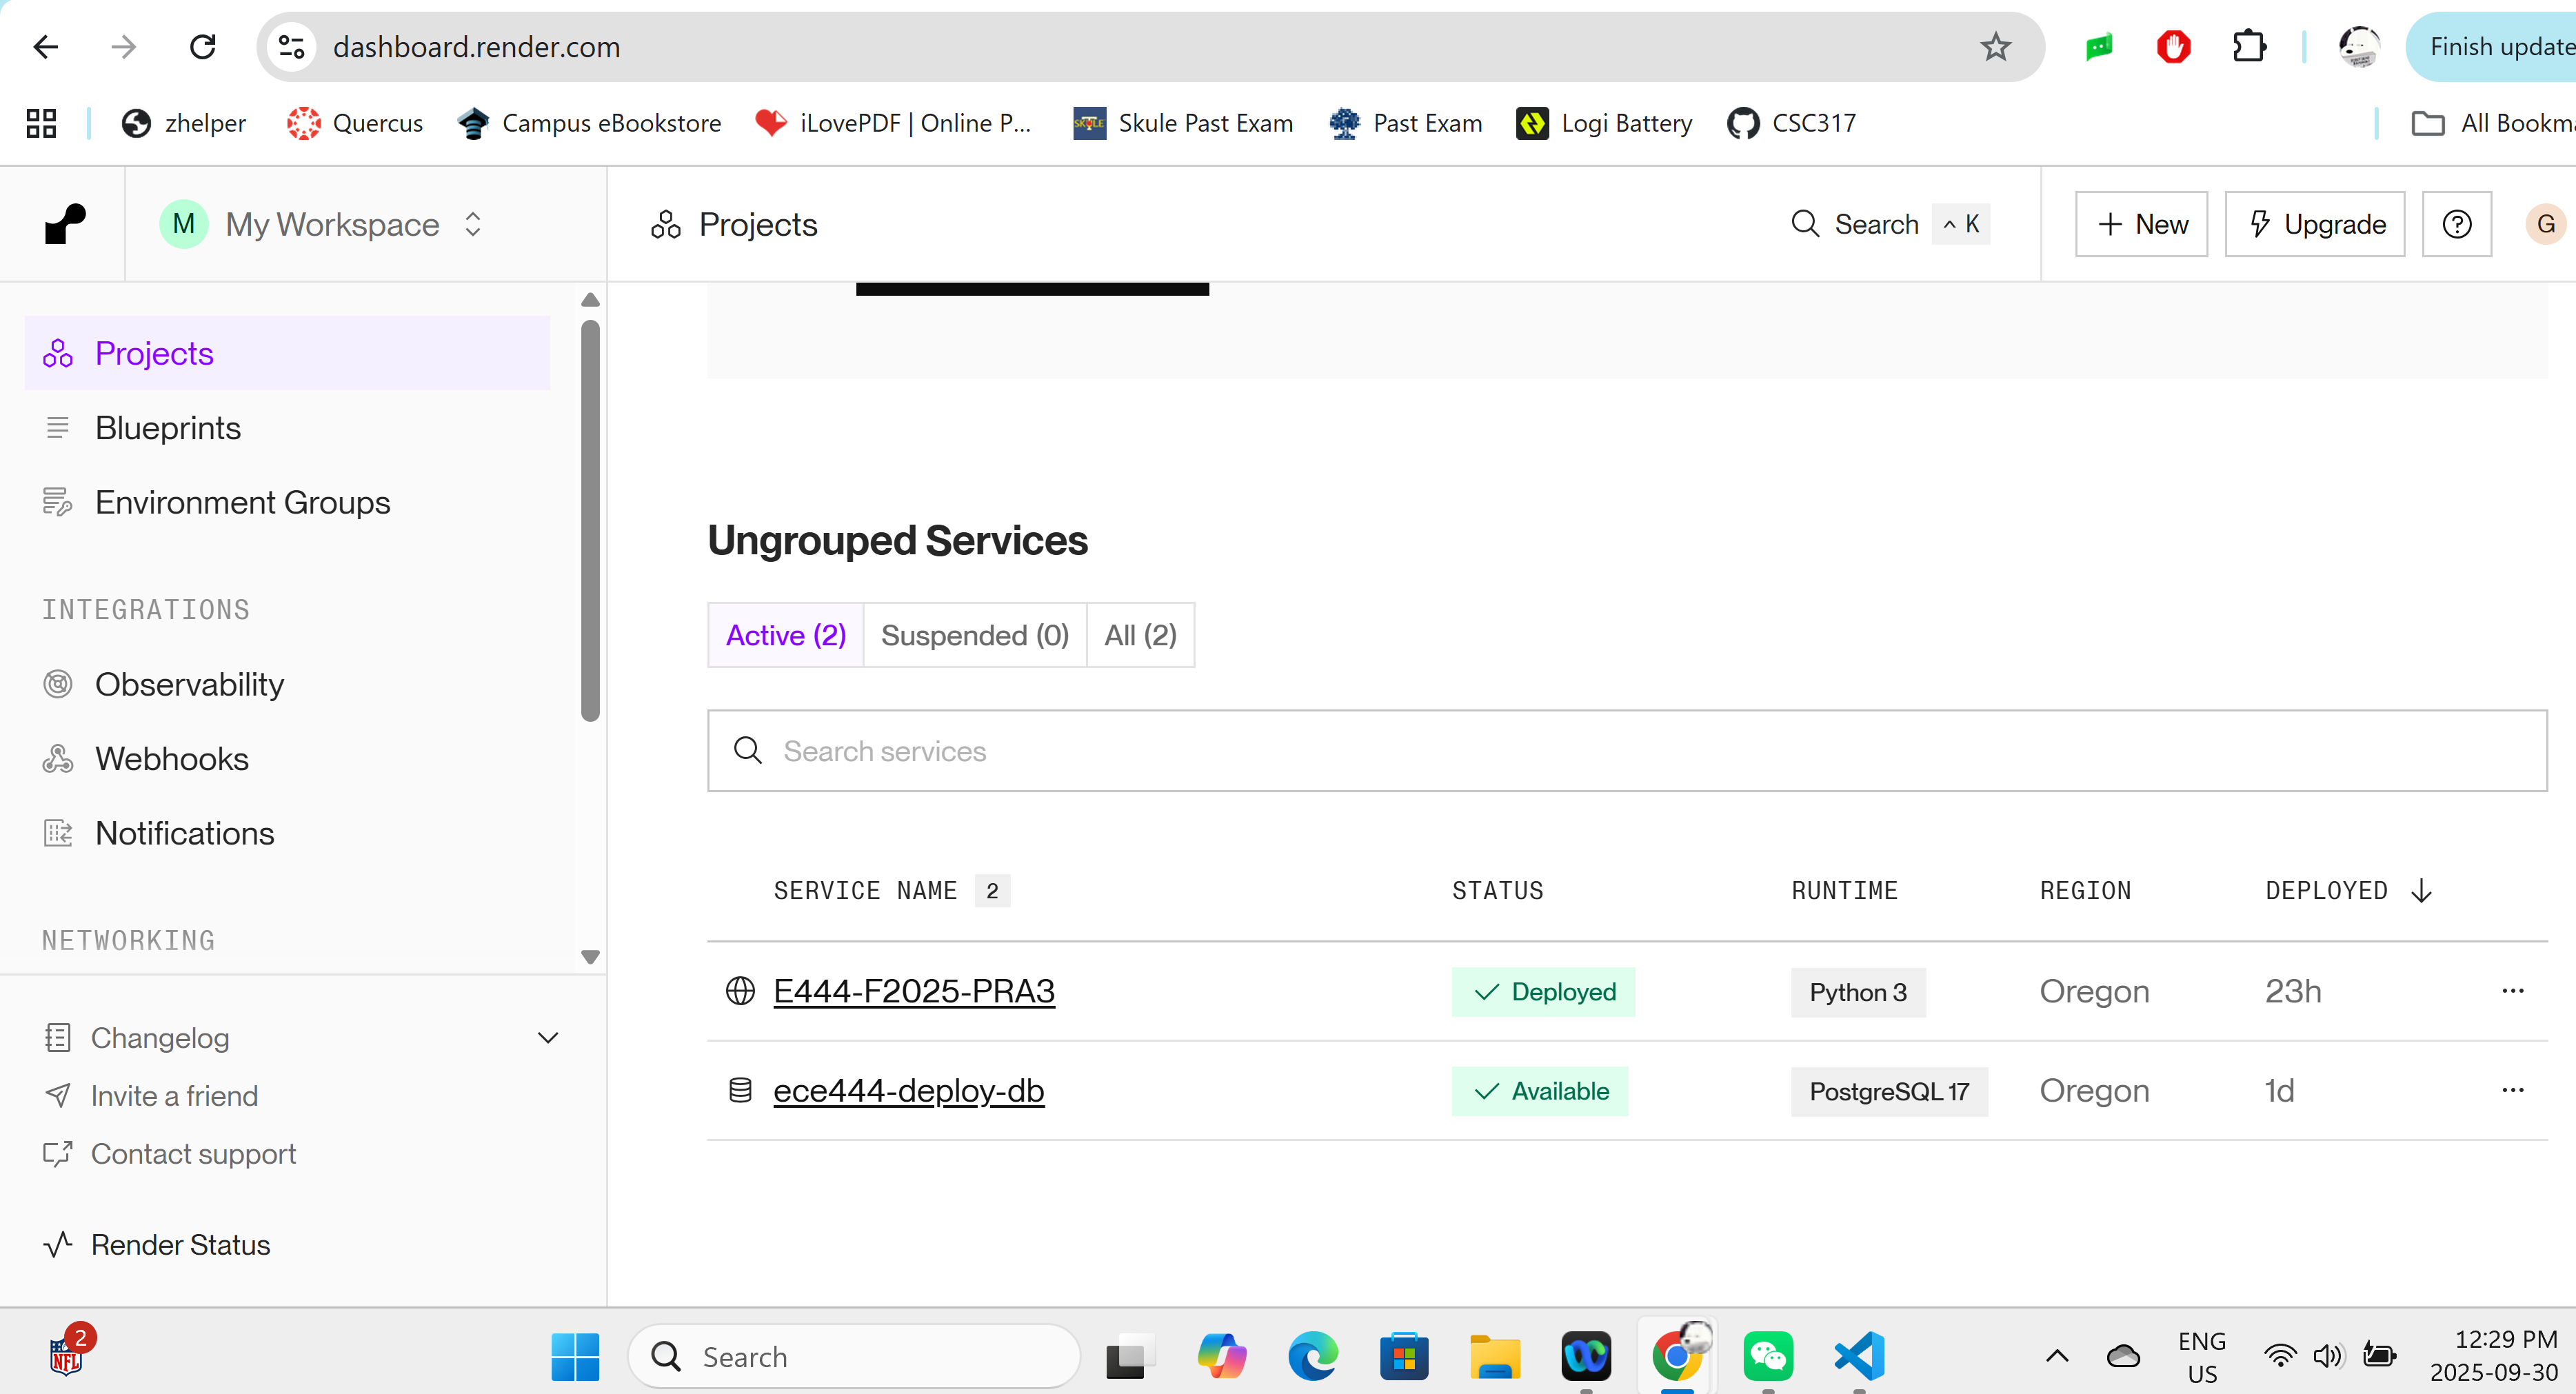 dashboard.render.com
Finish update
zhelper
Quercus
Campus eBookstore
iLovePDF | Online P...
SKULE
Skule Past Exam
Past Exam
Logi Battery
CSC317
All Bookma
M
My Workspace
Projects
Search
^ K
+ New
Upgrade
G
Projects
Blueprints
Environment Groups
INTEGRATIONS
Observability
Webhooks
Notifications
NETWORKING
Changelog
Invite a friend
Contact support
Render Status
Ungrouped Services
Active (2)
Suspended (0)
All (2)
Search services
SERVICE NAME 2
STATUS
RUNTIME
REGION
DEPLOYED
E444-F2025-PRA3
Deployed
Python 3
Oregon
23h
ece444-deploy-db
Available
PostgreSQL 17
Oregon
1d
2
NFL
Search
ENG
US
12:29 PM
2025-09-30